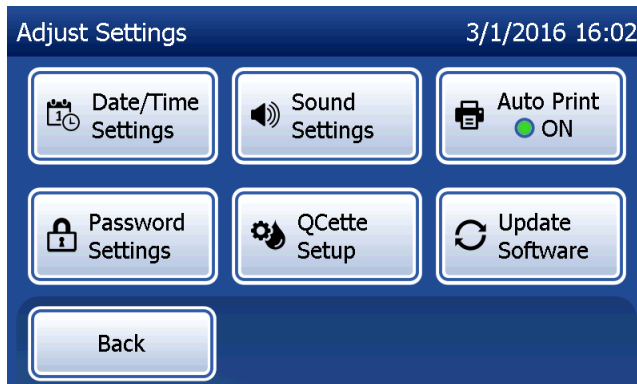 Adjust Settings 3/1/2016 16:02
Date/Time
Settings
Sound
Settings
Auto Print
ON
Password
Settings
QCette
Setup
Update
Software
Back